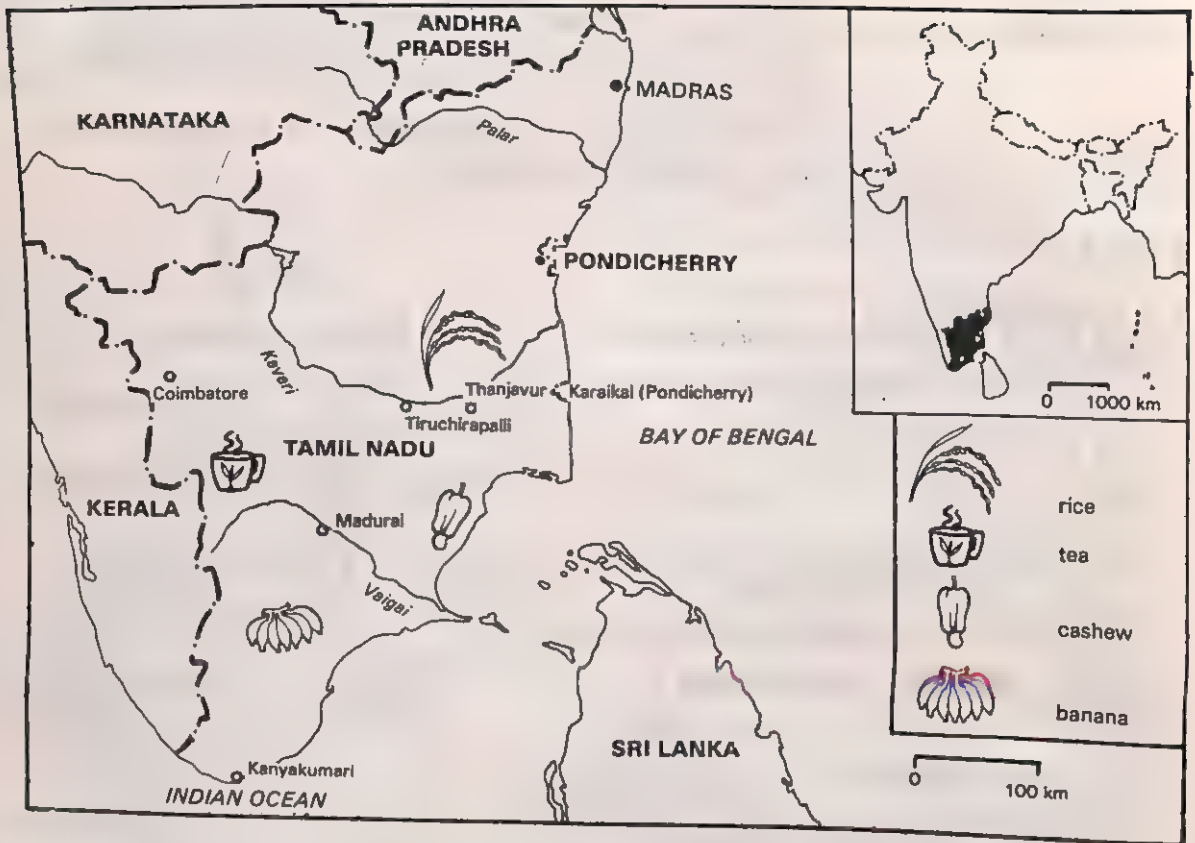 ANDHRA
PRADESH
MADRAS
KARNATAKA
Palar
PONDICHERRY
Kaveri
Coimbatore
Thanjavur
Karaikal (Pondicherry)
Tiruchirapalli
TAMIL NADU
BAY OF BENGAL
KERALA
Madurai
Vaigai
SRI LANKA
Kanyakumari
INDIAN OCEAN
0 1000 km
rice
tea
cashew
banana
0 100 km